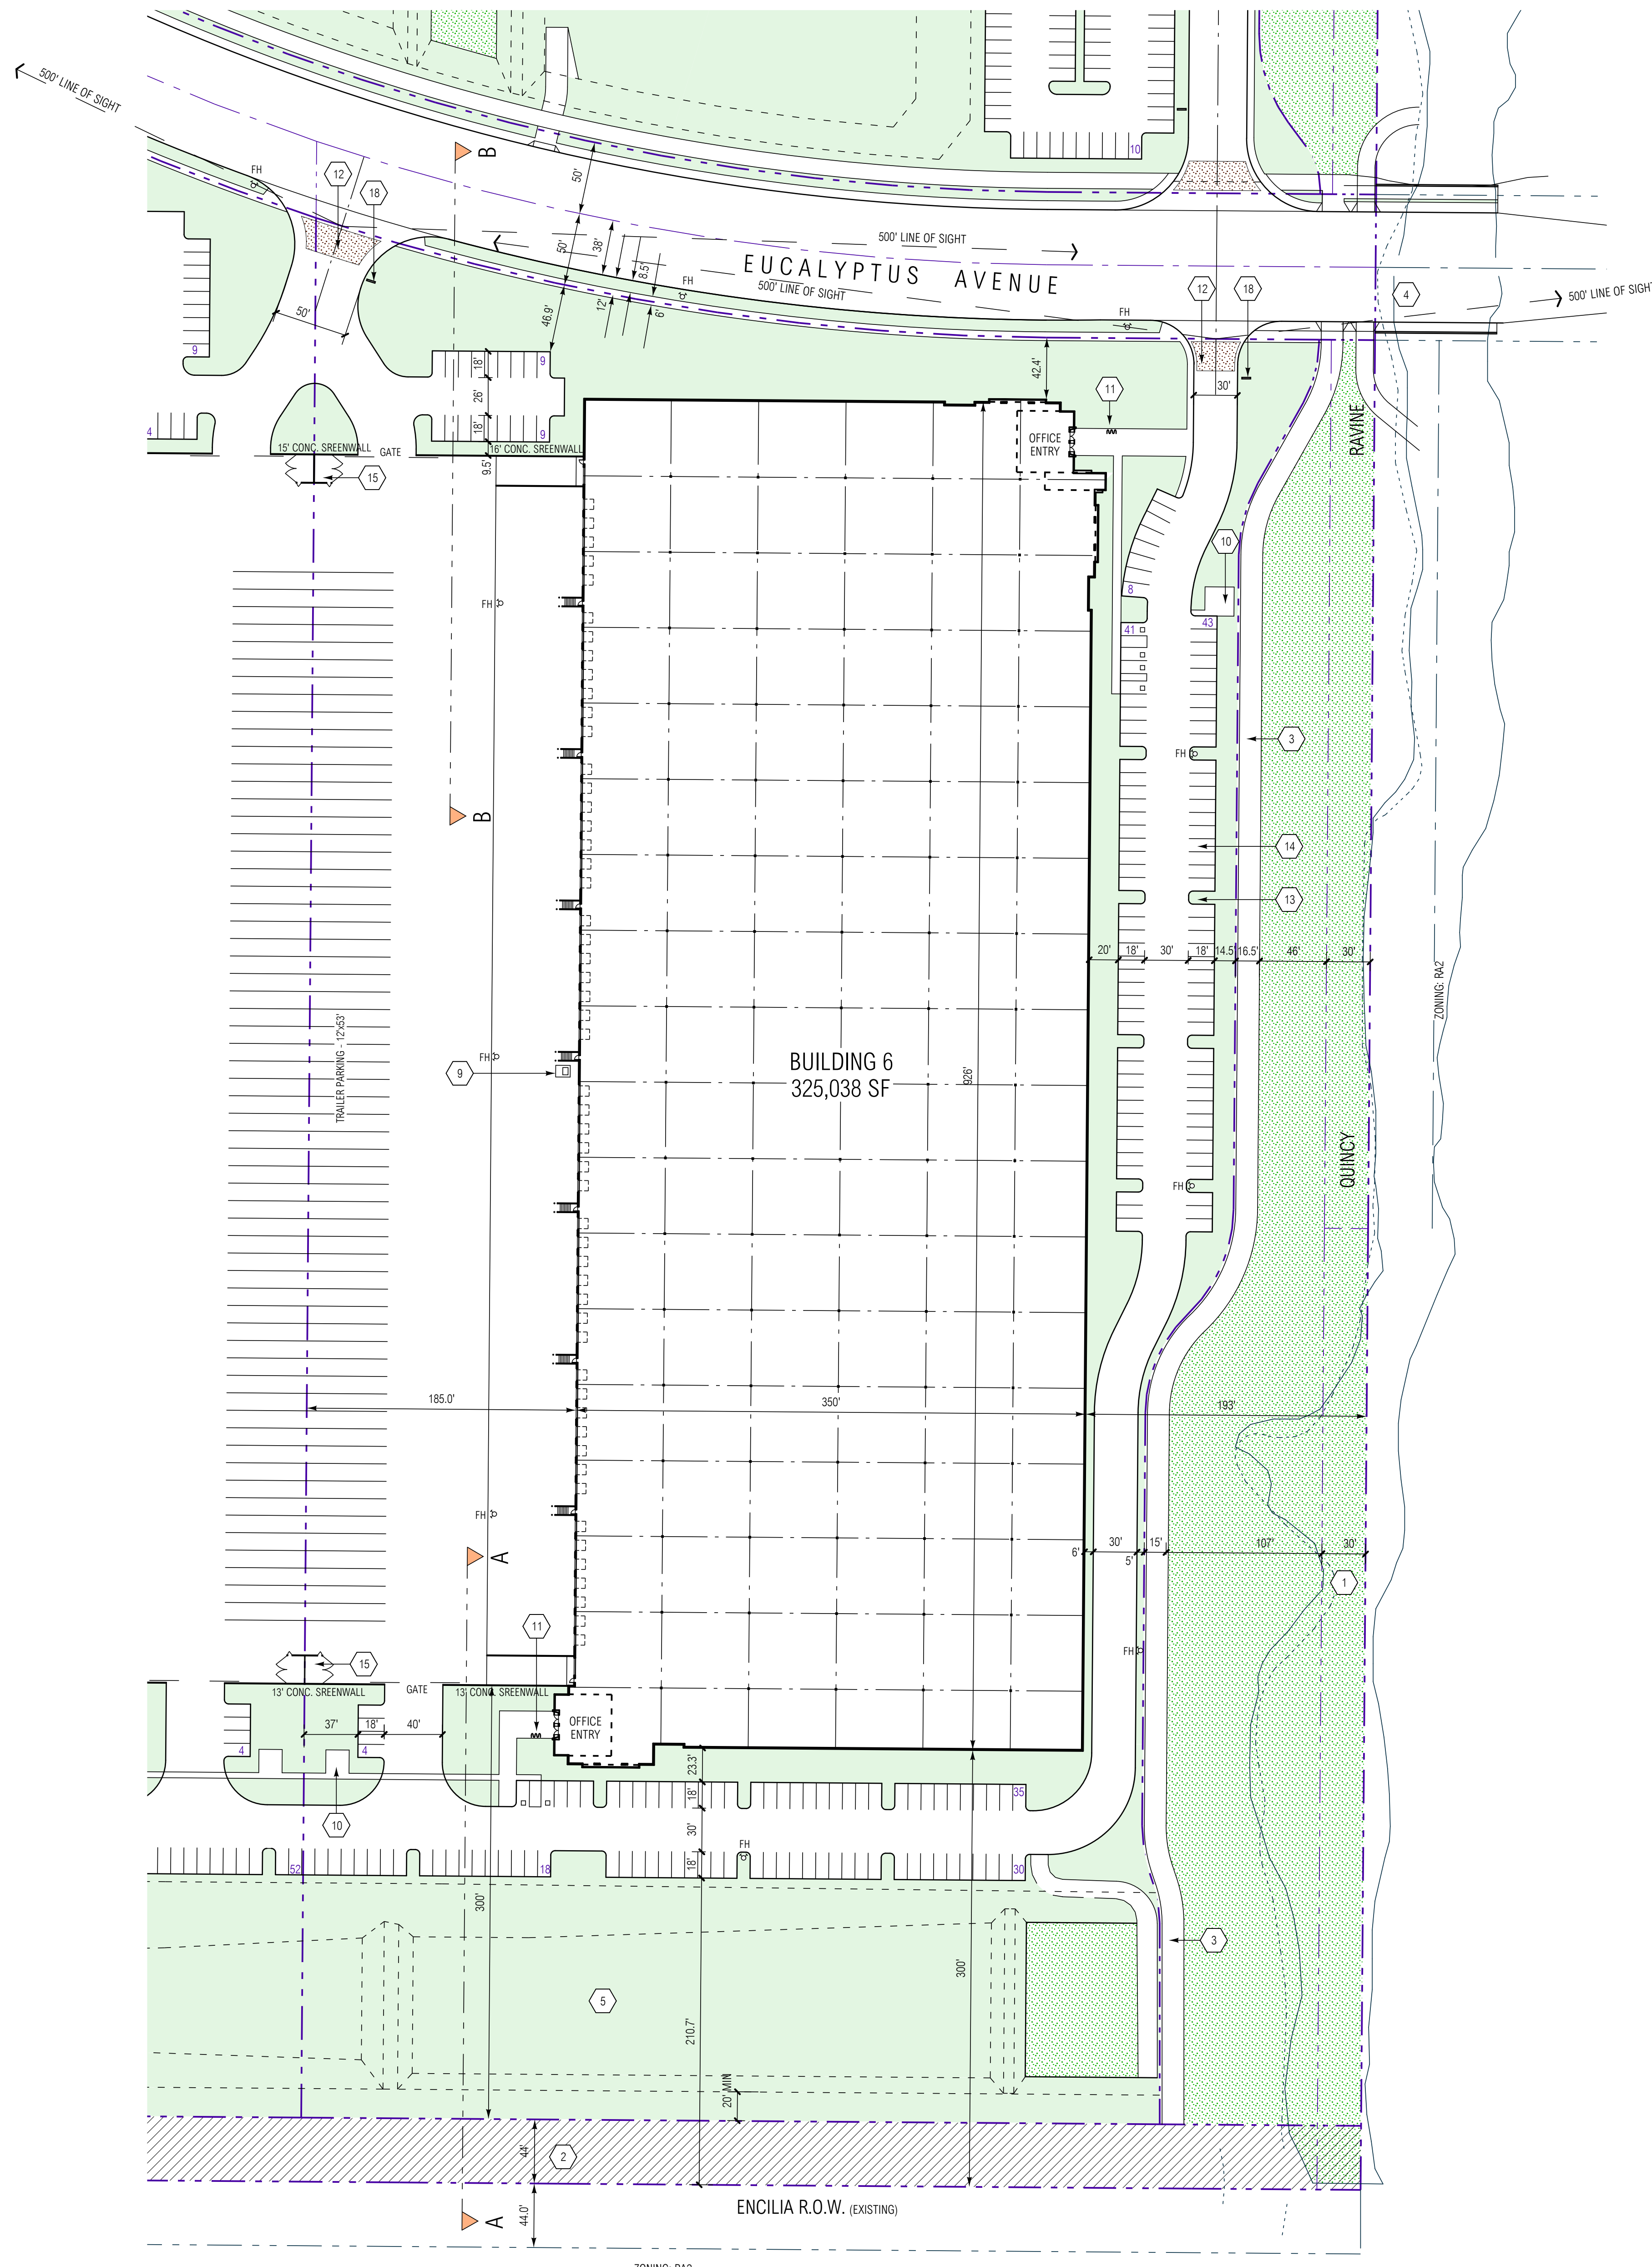 500' LINE OF SIGHT
B
10
FH
12
18
50'
50'
50'
38'
8.5'
500' LINE OF SIGHT
EUCALYPTUS AVENUE
FH
500' LINE OF SIGHT
12'
6'
46.9'
FH
12
18
4
500' LINE OF SIGHT
9
18'
9
26'
18'
9
42.4'
30'
11
4
15' CONC. SREENWALL
GATE
16' CONC. SREENWALL
9.5'
OFFICE
ENTRY
RAVINE
15
10
FH
8
41
43
3
FH
B
14
13
20'
18'
30'
18'
14.5'
16.5'
46'
30'
ZONING: RA2
TRAILER PARKING - 12'x53'
FH
9
BUILDING 6
325,038 SF
926'
QUINCY
FH
185.0'
350'
193'
FH
A
6'
30'
5'
15'
107'
30'
1
11
FH
15
13' CONC. SREENWALL
GATE
13' CONC. SREENWALL
OFFICE
ENTRY
37'
18'
40'
4
4
23.3'
18'
35
10
30'
FH
52
18
18'
30
300'
3
300'
5
210.7'
20' MIN
44'
2
ENCILIA R.O.W. (EXISTING)
A
44.0'
ZONING: RA2